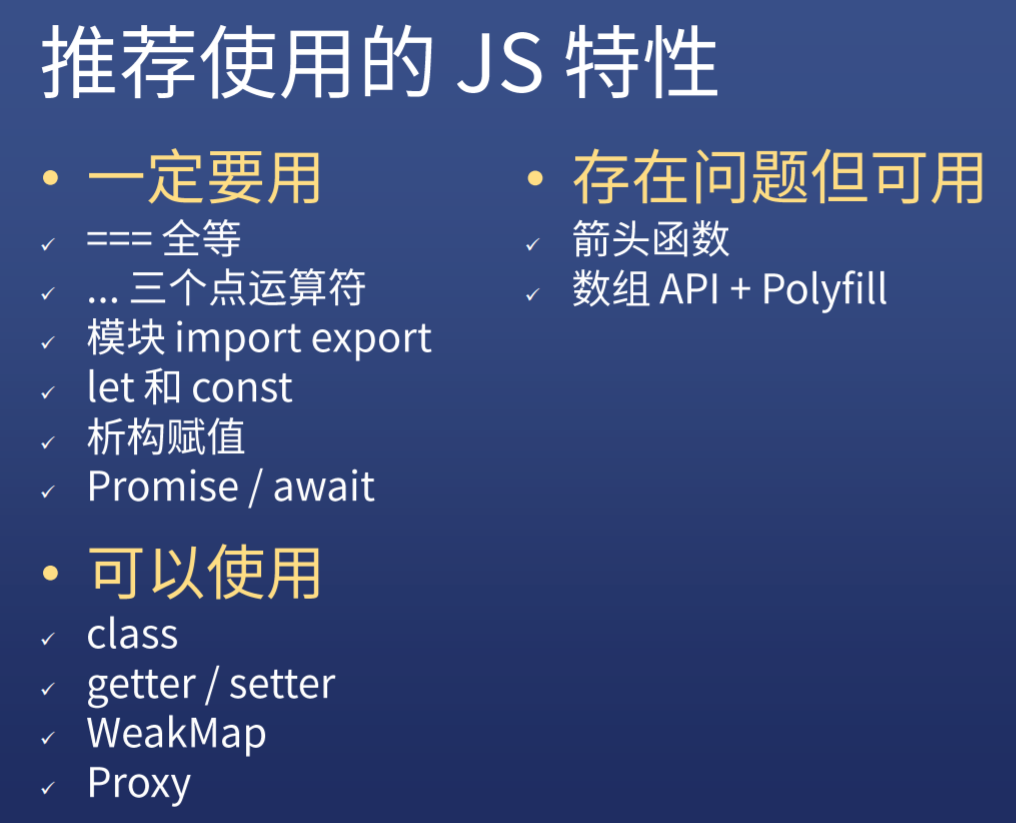 推荐使用的 JS 特性
• 一定要用
✓ === 全等
✓ ... 三个点运算符
✓ 模块 import export
✓ let 和 const
✓ 析构赋值
✓ Promise / await
• 可以使用
✓ class
✓ getter / setter
✓ WeakMap
✓ Proxy
• 存在问题但可用
✓ 箭头函数
✓ 数组 API + Polyfill